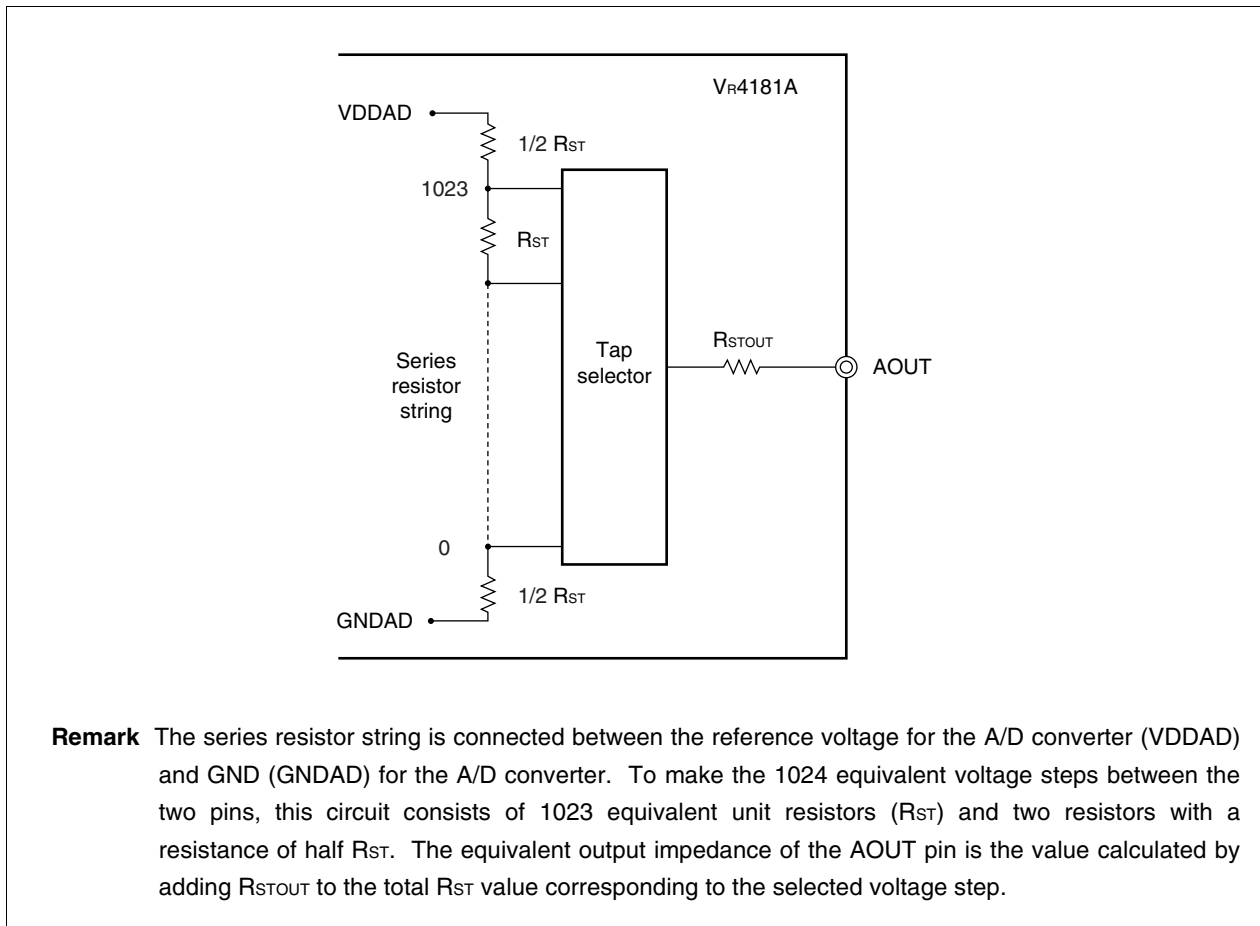 VR4181A
VDDAD
1/2 RST
1023
RST
Series
resistor
string
Tap
selector
RSTOUT
AOUT
0
1/2 RST
GNDAD
Remark The series resistor string is connected between the reference voltage for the A/D converter (VDDAD)
and GND (GNDAD) for the A/D converter. To make the 1024 equivalent voltage steps between the
two pins, this circuit consists of 1023 equivalent unit resistors (RST) and two resistors with a
resistance of half RST. The equivalent output impedance of the AOUT pin is the value calculated by
adding RSTOUT to the total RST value corresponding to the selected voltage step.